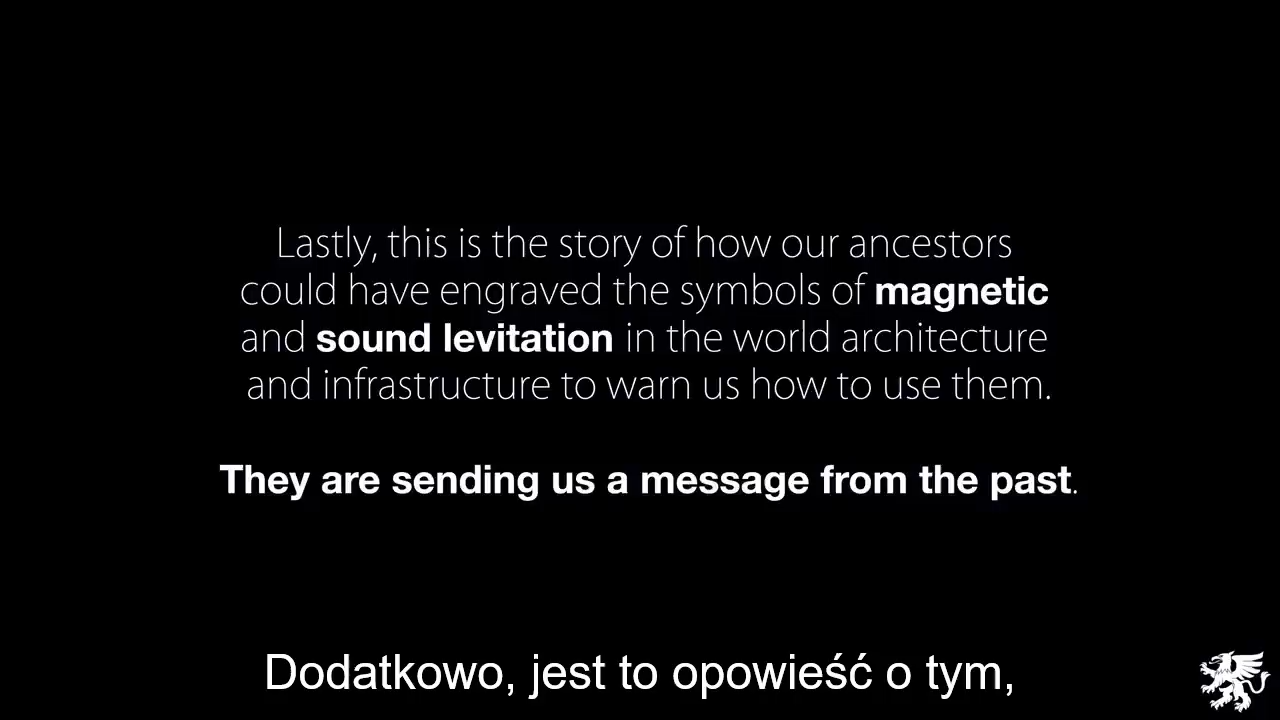 Lastly, this is the story of how our ancestors
could have engraved the symbols of magnetic
and sound levitation in the world architecture
and infrastructure to warn us how to use them.
They are sending us a message from the past.
Dodatkowo, jest to opowieść o tym,